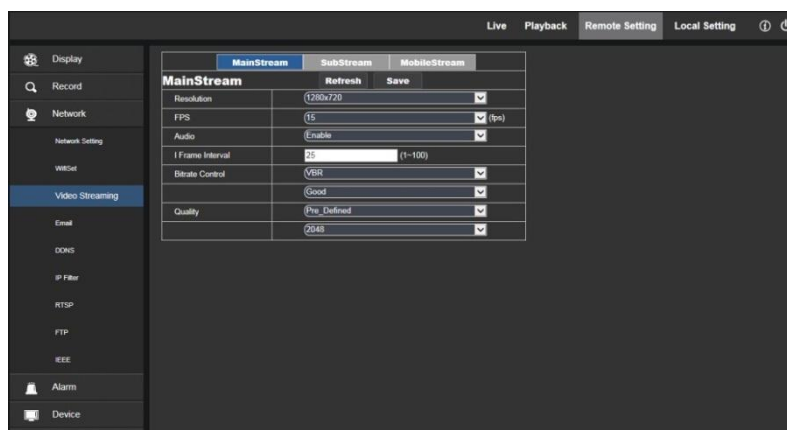 Live Playback Remote Setting Local Setting
Display
Record
Network
Network Setting
WifiSet
Video Streaming
Email
DDNS
IP Filter
RTSP
FTP
IEEE
Alarm
Device
MainStream SubStream MobileStream
MainStream Refresh Save
Resolution 1280x720
FPS 15 (fps)
Audio Enable
I Frame Interval 25 (1~100)
Bitrate Control VBR
Good
Quality Pre_Defined
2048